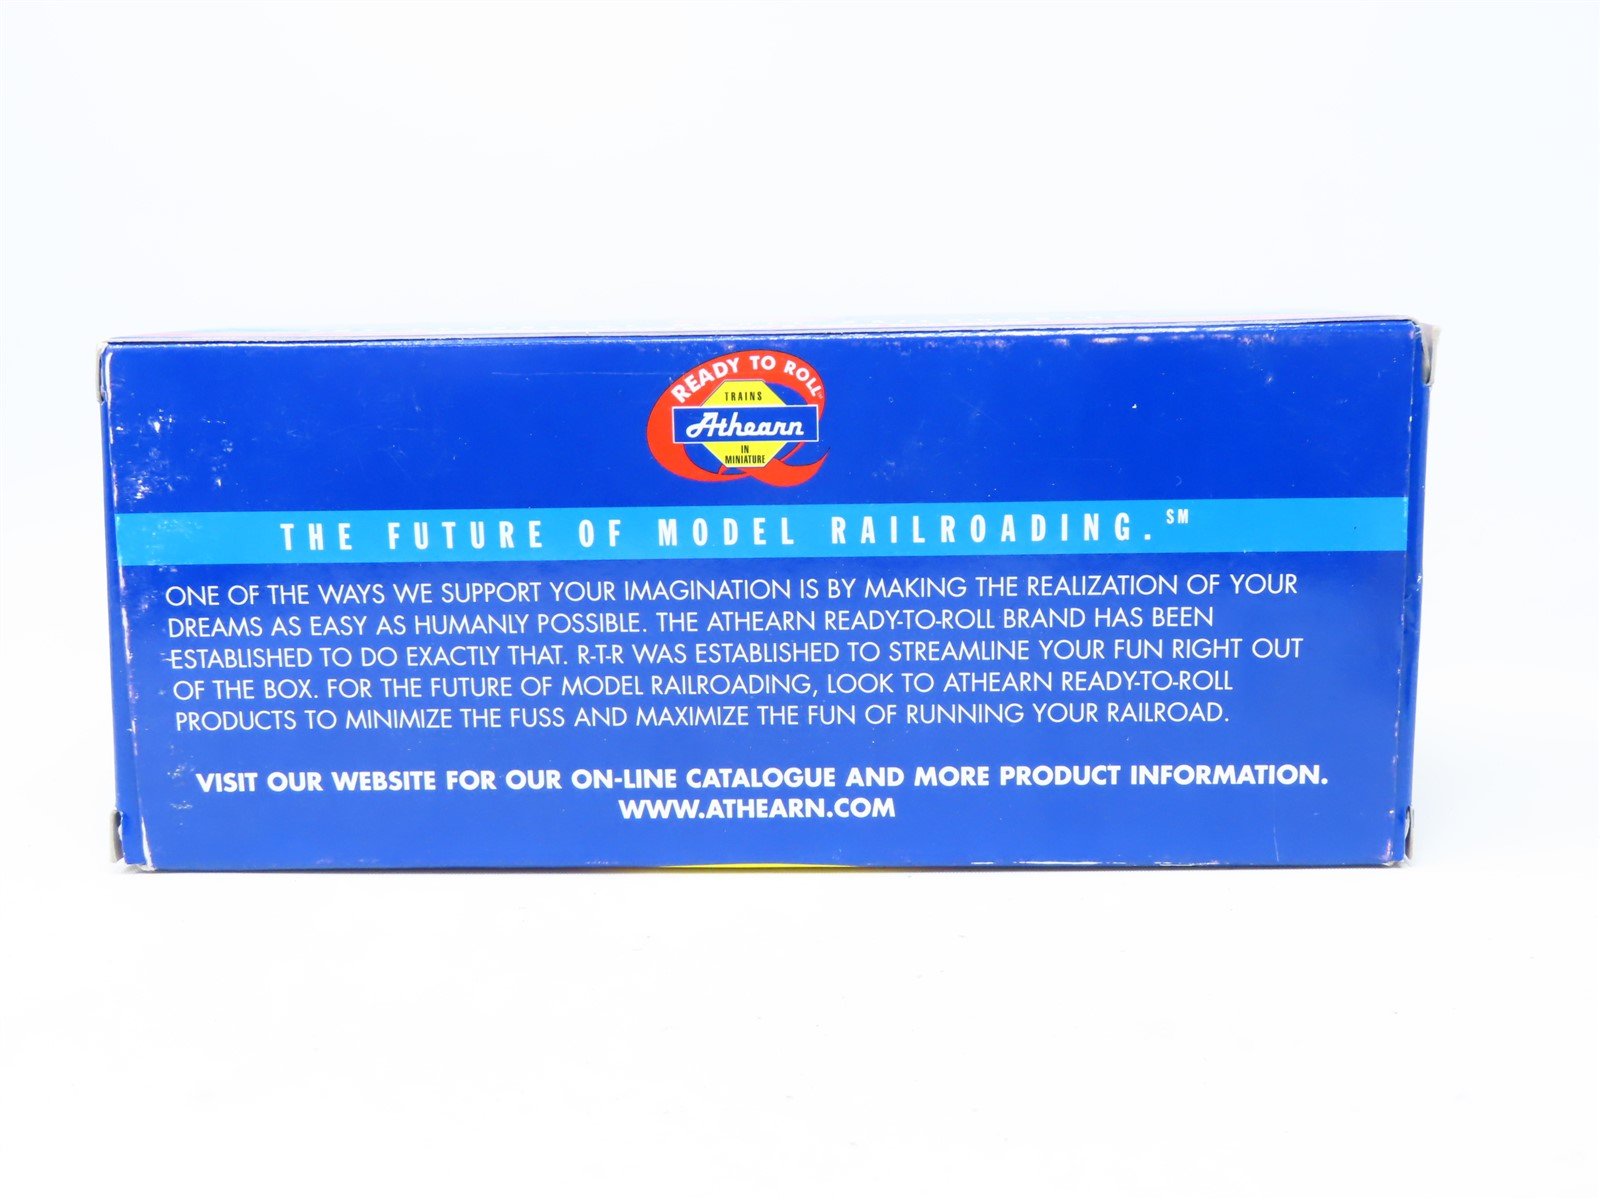 READY TO ROLL
TRAINS
Athearn
IN
MINIATURE
THE FUTURE OF MODEL RAILROADING.℠
ONE OF THE WAYS WE SUPPORT YOUR IMAGINATION IS BY MAKING THE REALIZATION OF YOUR
DREAMS AS EASY AS HUMANLY POSSIBLE. THE ATHEARN READY-TO-ROLL BRAND HAS BEEN
ESTABLISHED TO DO EXACTLY THAT. R-T-R WAS ESTABLISHED TO STREAMLINE YOUR FUN RIGHT OUT
OF THE BOX. FOR THE FUTURE OF MODEL RAILROADING, LOOK TO ATHEARN READY-TO-ROLL
PRODUCTS TO MINIMIZE THE FUSS AND MAXIMIZE THE FUN OF RUNNING YOUR RAILROAD.
VISIT OUR WEBSITE FOR OUR ON-LINE CATALOGUE AND MORE PRODUCT INFORMATION.
WWW.ATHEARN.COM